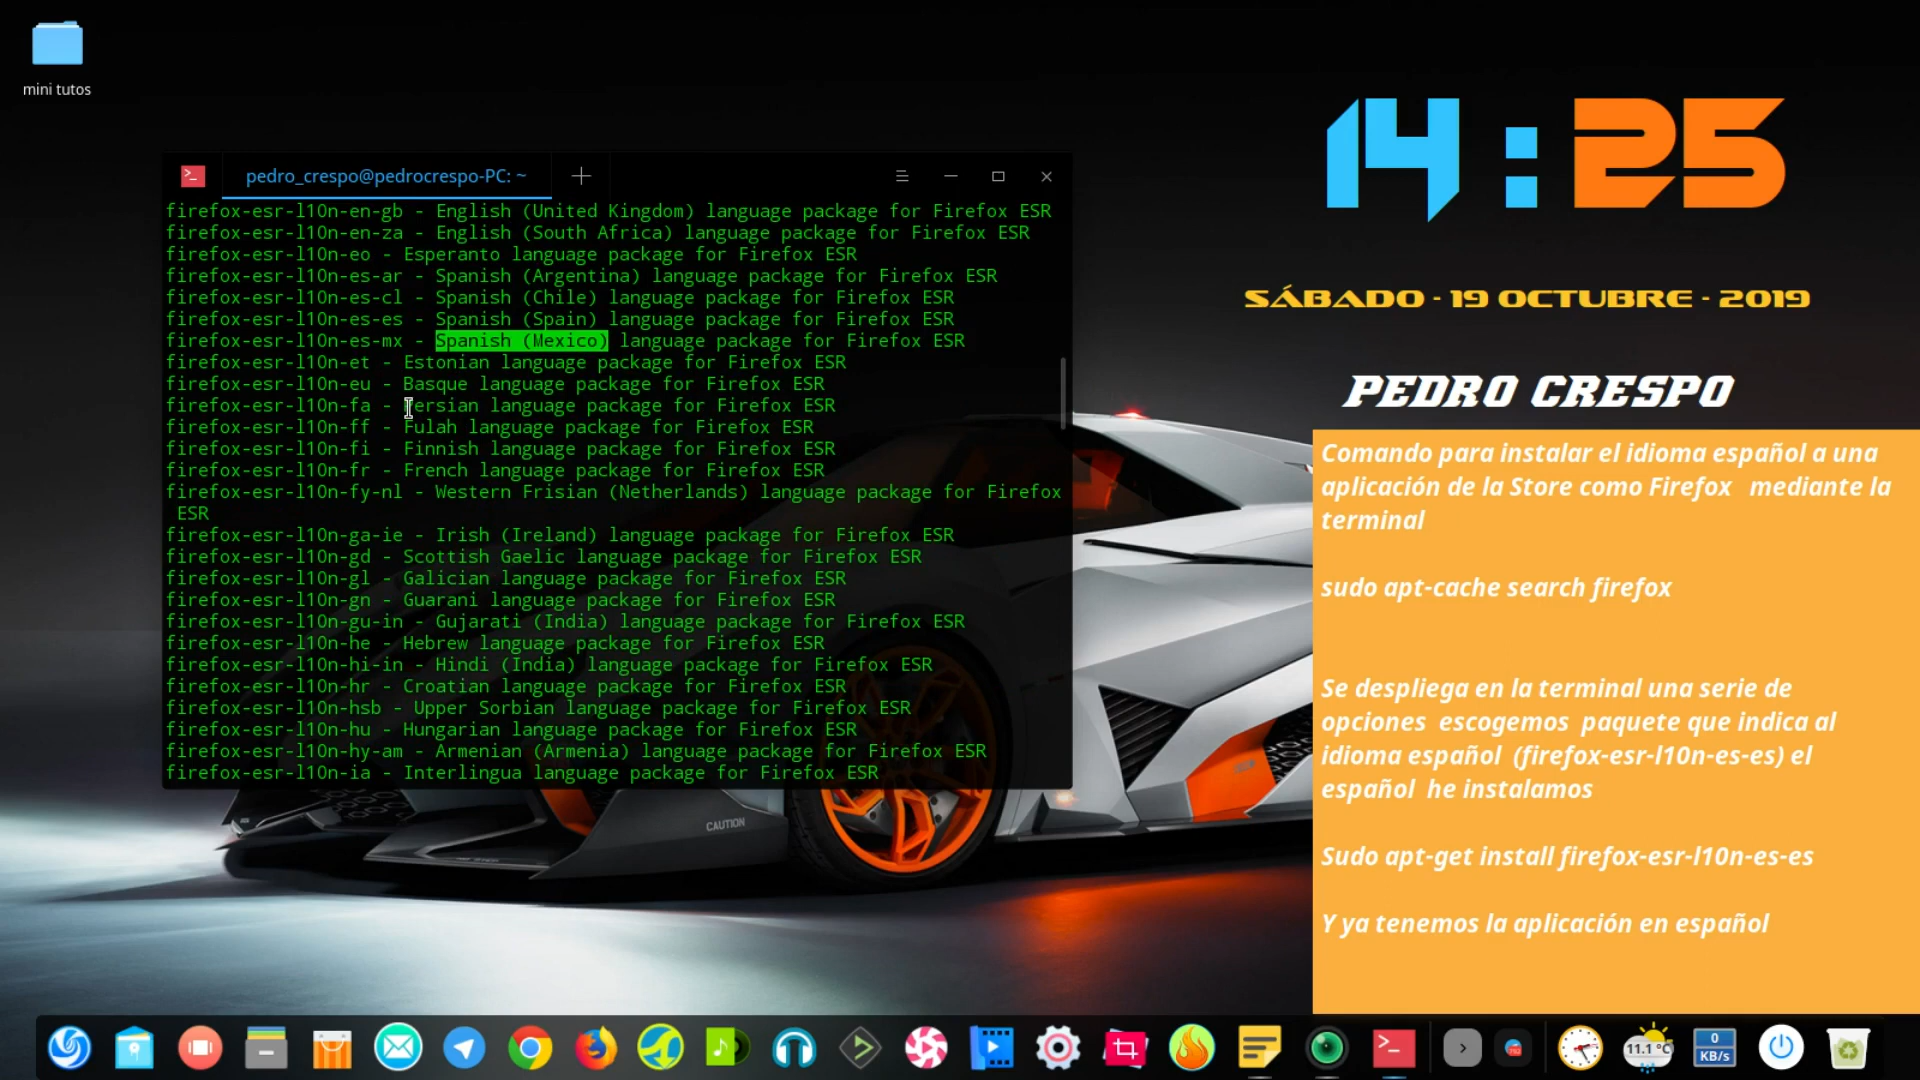 mini tutos
14:25
SÁBADO - 19 OCTUBRE - 2019
PEDRO CRESPO
pedro_crespo@pedrocrespo-PC: ~
firefox-esr-l10n-en-gb - English (United Kingdom) language package for Firefox ESR
firefox-esr-l10n-en-za - English (South Africa) language package for Firefox ESR
firefox-esr-l10n-eo - Esperanto language package for Firefox ESR
firefox-esr-l10n-es-ar - Spanish (Argentina) language package for Firefox ESR
firefox-esr-l10n-es-cl - Spanish (Chile) language package for Firefox ESR
firefox-esr-l10n-es-es - Spanish (Spain) language package for Firefox ESR
firefox-esr-l10n-es-mx - Spanish (Mexico) language package for Firefox ESR
firefox-esr-l10n-et - Estonian language package for Firefox ESR
firefox-esr-l10n-eu - Basque language package for Firefox ESR
firefox-esr-l10n-fa - Persian language package for Firefox ESR
firefox-esr-l10n-ff - Fulah language package for Firefox ESR
firefox-esr-l10n-fi - Finnish language package for Firefox ESR
firefox-esr-l10n-fr - French language package for Firefox ESR
firefox-esr-l10n-fy-nl - Western Frisian (Netherlands) language package for Firefox
ESR
firefox-esr-l10n-ga-ie - Irish (Ireland) language package for Firefox ESR
firefox-esr-l10n-gd - Scottish Gaelic language package for Firefox ESR
firefox-esr-l10n-gl - Galician language package for Firefox ESR
firefox-esr-l10n-gn - Guarani language package for Firefox ESR
firefox-esr-l10n-gu-in - Gujarati (India) language package for Firefox ESR
firefox-esr-l10n-he - Hebrew language package for Firefox ESR
firefox-esr-l10n-hi-in - Hindi (India) language package for Firefox ESR
firefox-esr-l10n-hr - Croatian language package for Firefox ESR
firefox-esr-l10n-hsb - Upper Sorbian language package for Firefox ESR
firefox-esr-l10n-hu - Hungarian language package for Firefox ESR
firefox-esr-l10n-hy-am - Armenian (Armenia) language package for Firefox ESR
firefox-esr-l10n-ia - Interlingua language package for Firefox ESR
CAUTION
Comando para instalar el idioma español a una
aplicación de la Store como Firefox mediante la
terminal
sudo apt-cache search firefox
Se despliega en la terminal una serie de
opciones escogemos paquete que indica al
idioma español (firefox-esr-l10n-es-es) el
español he instalamos
Sudo apt-get install firefox-esr-l10n-es-es
Y ya tenemos la aplicación en español
11.1 °C
0
KB/s